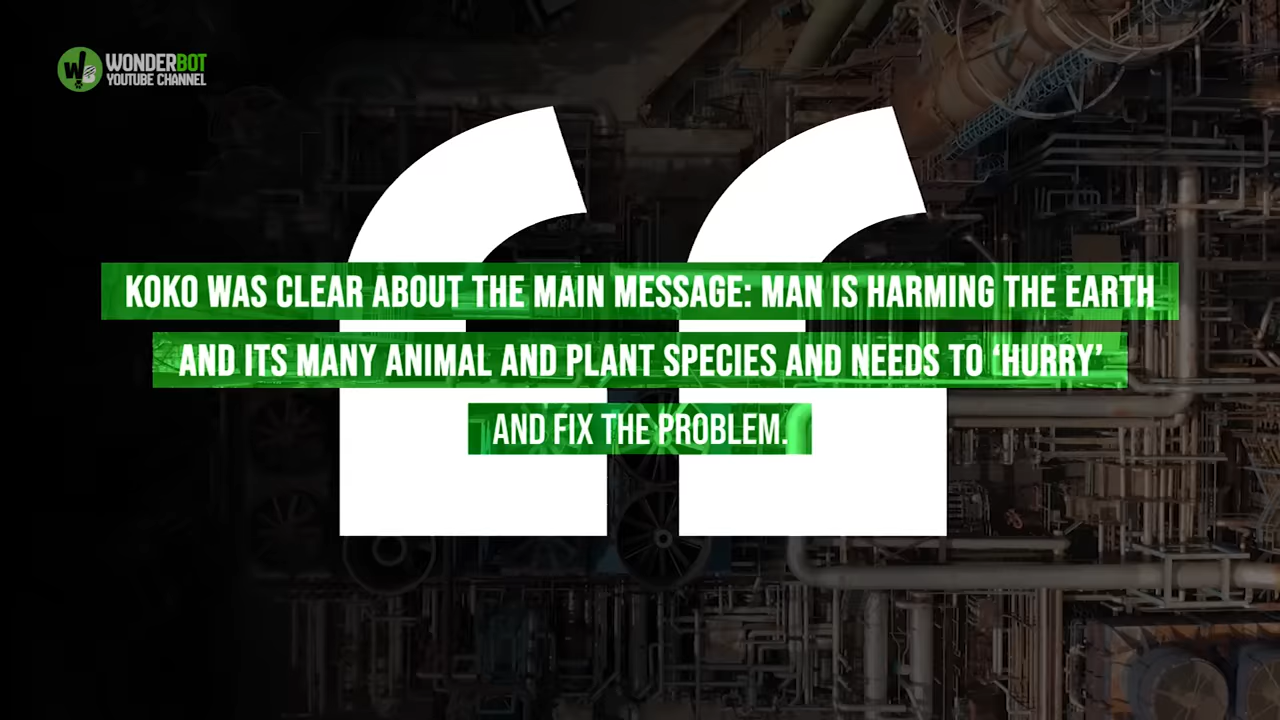 WONDERBOT
YOUTUBE CHANNEL
KOKO WAS CLEAR ABOUT THE MAIN MESSAGE: MAN IS HARMING THE EARTH
AND ITS MANY ANIMAL AND PLANT SPECIES AND NEEDS TO ‘HURRY’
AND FIX THE PROBLEM.